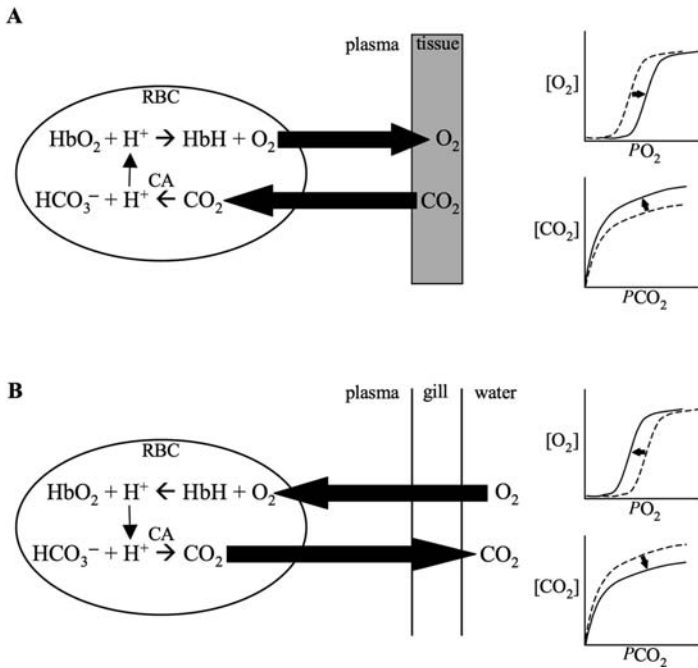 A
plasma tissue
RBC
HbO₂ + H⁺ → HbH + O₂ O₂
CA
HCO₃⁻ + H⁺ ← CO₂ CO₂
[O₂]
PO₂
[CO₂]
PCO₂
B
plasma gill water
RBC
HbO₂ + H⁺ ← HbH + O₂ O₂
CA
HCO₃⁻ + H⁺ → CO₂ CO₂
[O₂]
PO₂
[CO₂]
PCO₂